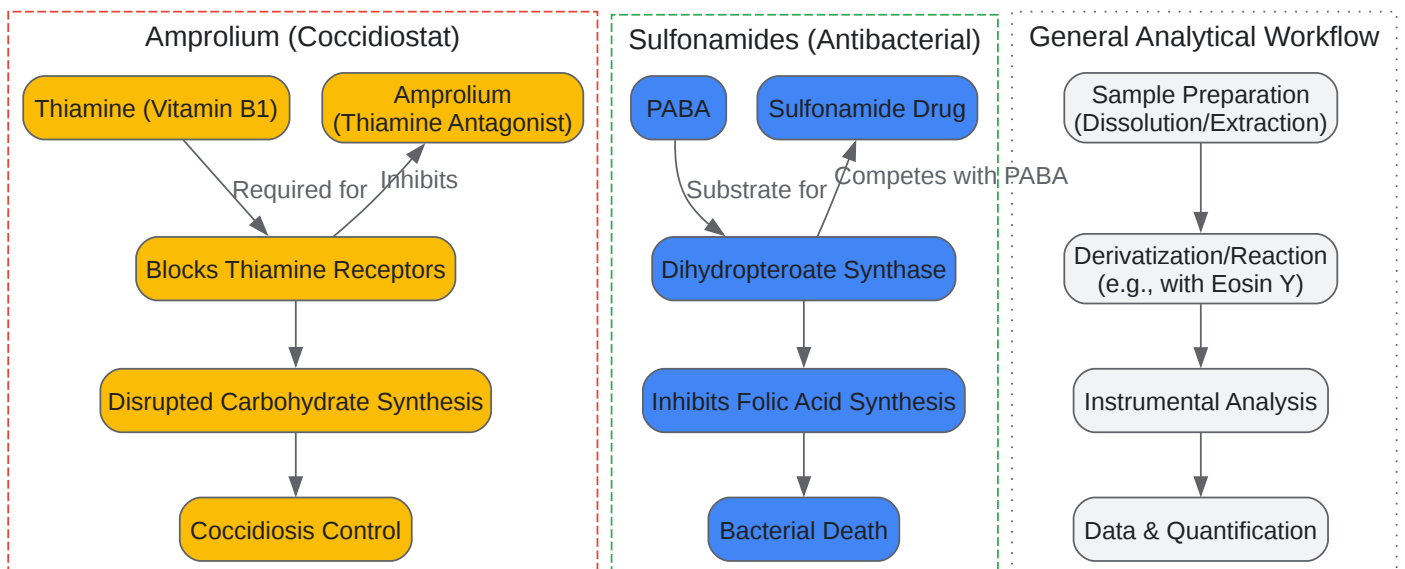 Amprolium (Coccidiostat)
Thiamine (Vitamin B1)
Amprolium
(Thiamine Antagonist)
Required for
Inhibits
Blocks Thiamine Receptors
Disrupted Carbohydrate Synthesis
Coccidiosis Control
Sulfonamides (Antibacterial)
PABA
Sulfonamide Drug
Substrate for
Competes with PABA
Dihydropteroate Synthase
Inhibits Folic Acid Synthesis
Bacterial Death
General Analytical Workflow
Sample Preparation
(Dissolution/Extraction)
Derivatization/Reaction
(e.g., with Eosin Y)
Instrumental Analysis
Data & Quantification